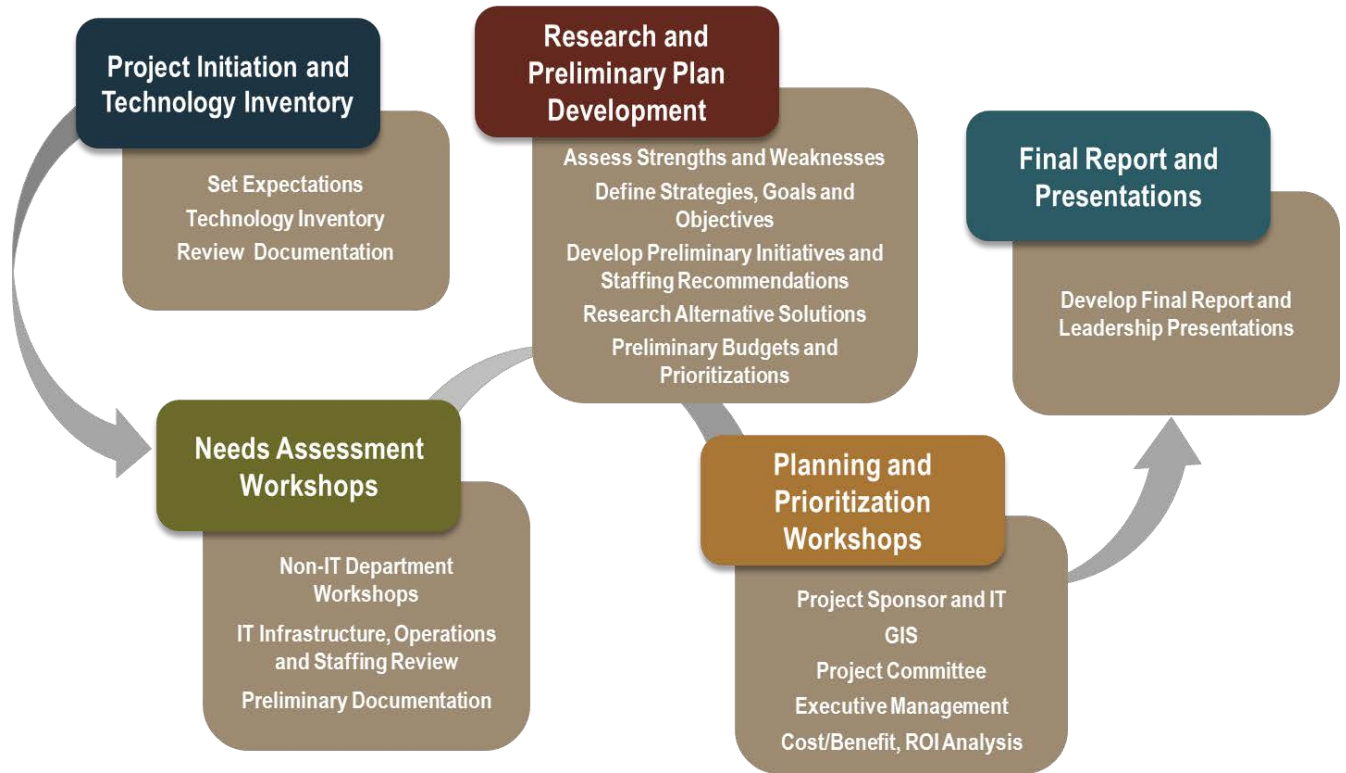 Project Initiation and
Technology Inventory
Set Expectations
Technology Inventory
Review Documentation
Needs Assessment
Workshops
Non-IT Department
Workshops
IT Infrastructure, Operations
and Staffing Review
Preliminary Documentation
Research and
Preliminary Plan
Development
Assess Strengths and Weaknesses
Define Strategies, Goals and
Objectives
Develop Preliminary Initiatives and
Staffing Recommendations
Research Alternative Solutions
Preliminary Budgets and
Prioritizations
Planning and
Prioritization
Workshops
Project Sponsor and IT
GIS
Project Committee
Executive Management
Cost/Benefit, ROI Analysis
Final Report and
Presentations
Develop Final Report and
Leadership Presentations